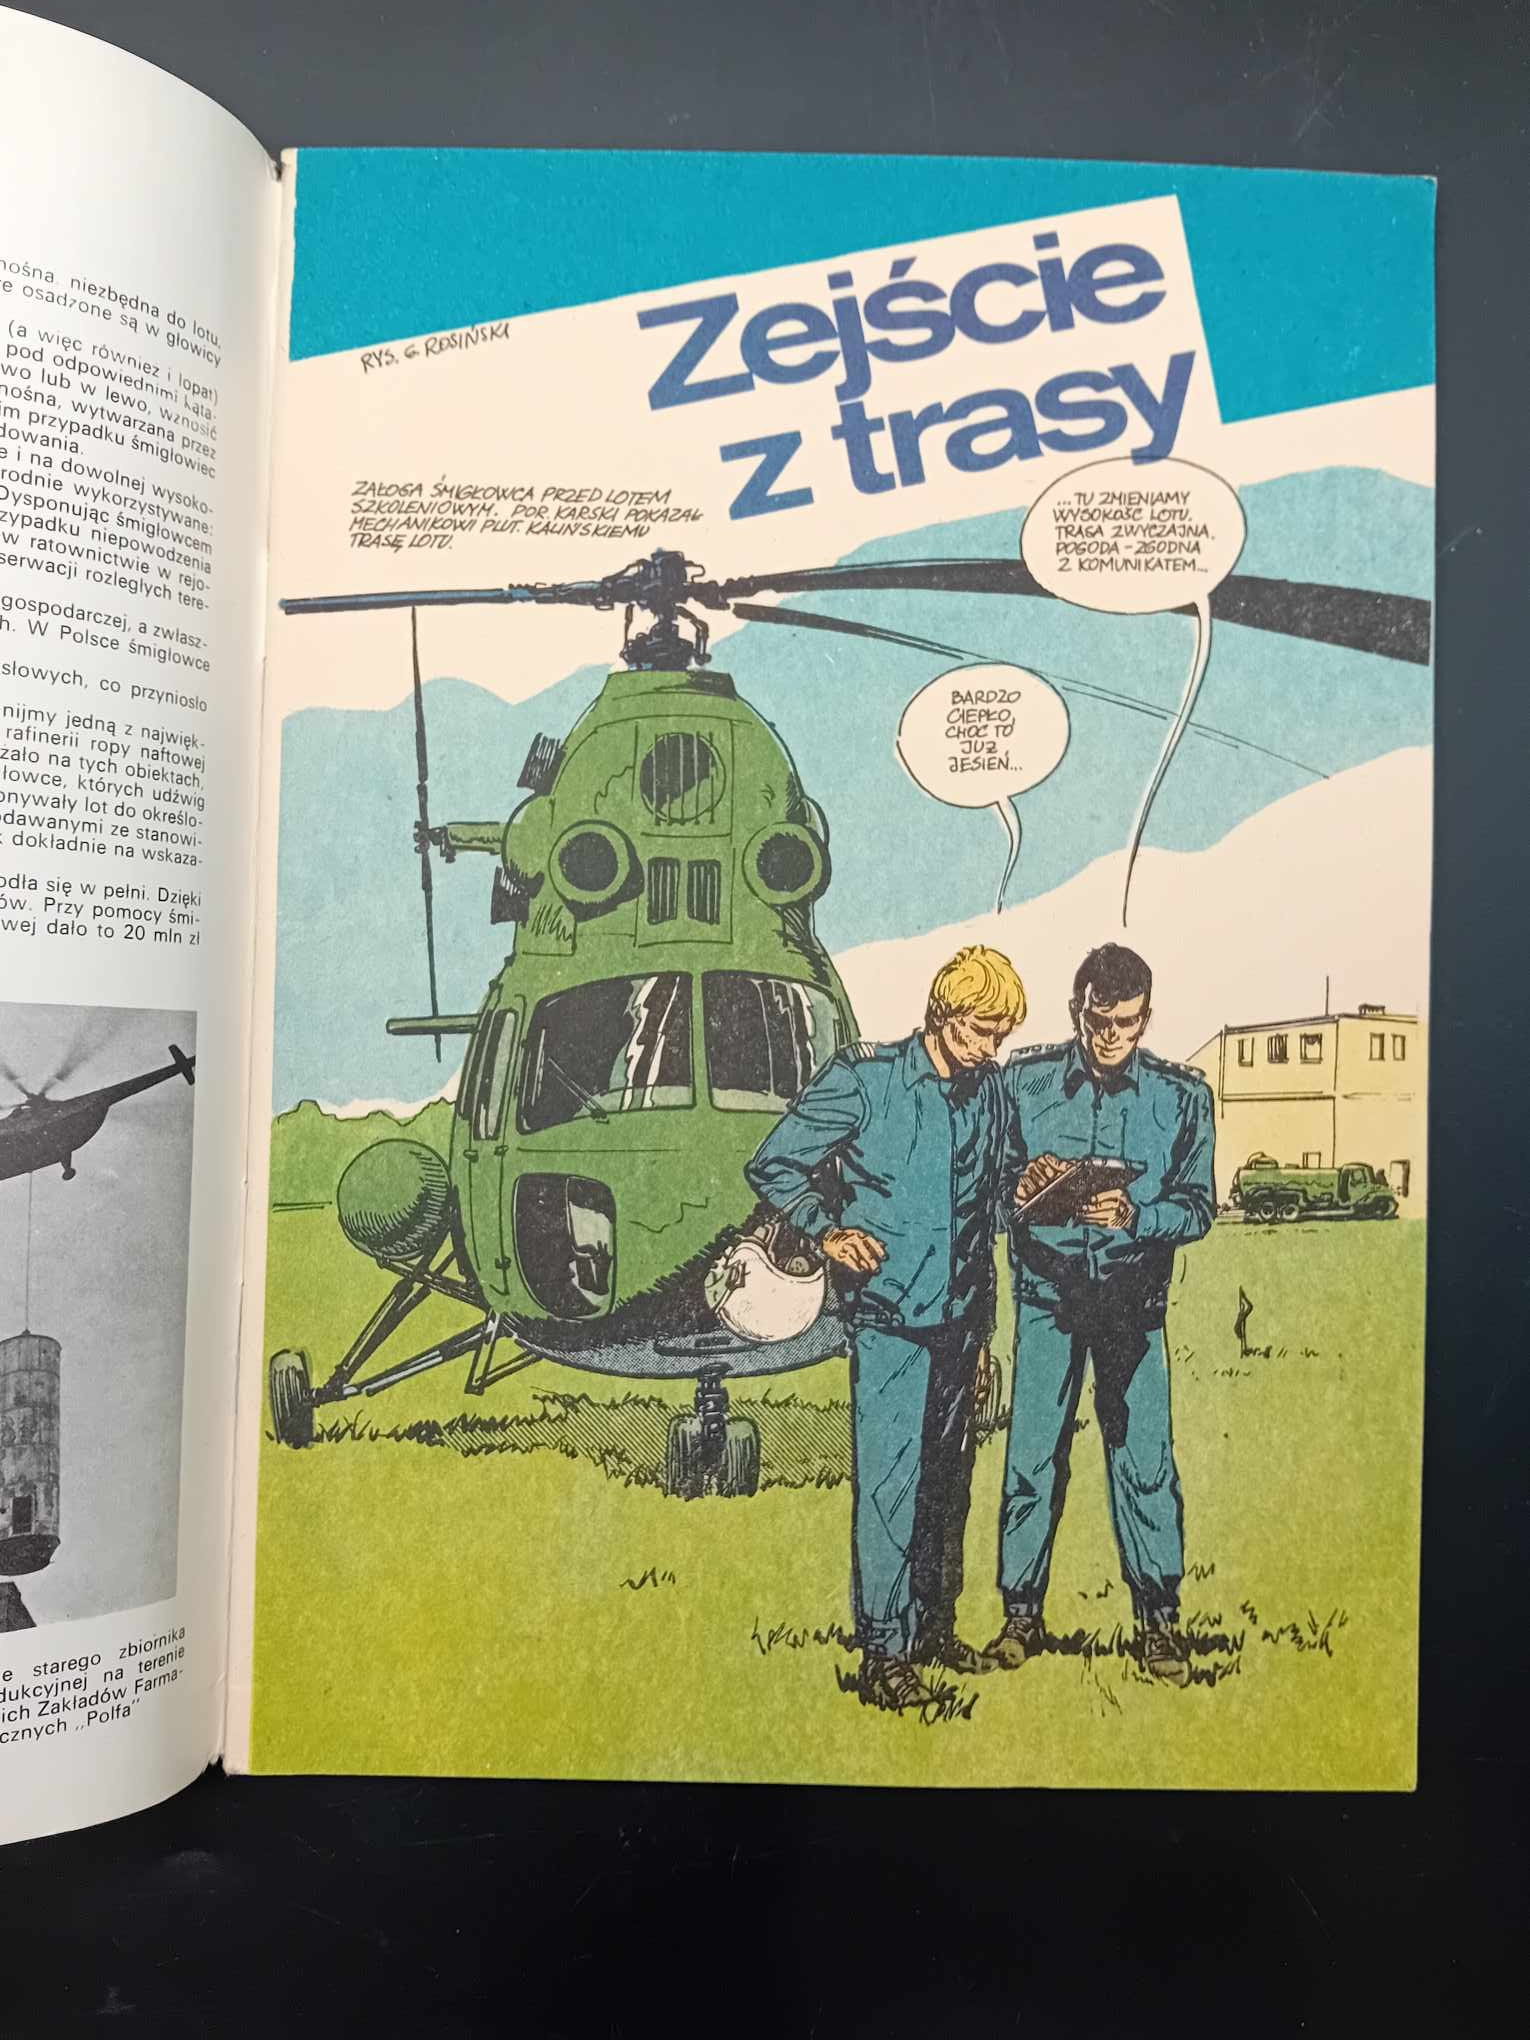 nośna, niezbędna do lotu,
re osadzone są w głowicy
(a więc również i łopat)
pod odpowiednimi kąta-
wo lub w lewo, wznosić
nośna, wytwarzana przez
im przypadku śmigłowiec
dowania.
e i na dowolnej wysoko-
rodnie wykorzystywane:
Dysponując śmigłowcem
zypadku niepowodzenia
w ratownictwie w rejo-
serwacji rozległych tere-
gospodarczej, a zwłasz-
h. W Polsce śmigłowce
słowych, co przyniosło
nijmy jedną z najwięk-
rafinerii ropy naftowej
żało na tych obiektach,
łowce, których udźwig
onywały lot do określo-
odawanymi ze stanowi-
k dokładnie na wskaza-
odła się w pełni. Dzięki
ów. Przy pomocy śmi-
wej dało to 20 mln zł
e starego zbiornika
dukcyjnej na terenie
ich Zakładów Farma-
cznych „Polfa"
Zejście
z trasy
RYS. G. ROSIŃSKI
ZAŁOGA ŚMIGŁOWCA PRZED LOTEM
SZKOLENIOWYM. POR. KARSKI POKAZAŁ
MECHANIKOWI PLUT. KALIŃSKIEMU
TRASĘ LOTU.
...TU ZMIENIAMY
WYSOKOŚĆ LOTU.
TRASA ZWYCZAJNA.
POGODA – ZGODNA
Z KOMUNIKATEM...
BARDZO
CIEPŁO,
CHOĆ TO
JUŻ
JESIEŃ...